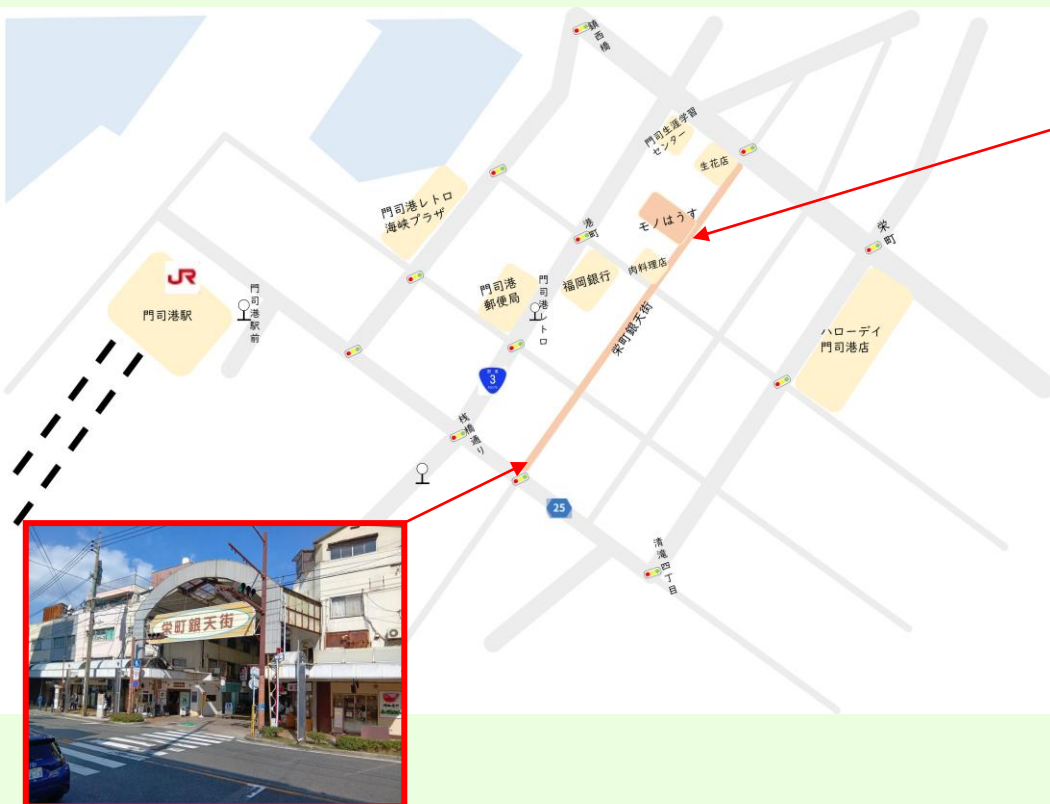 鎮西橋
門司生涯学習
センター
生花店
門司港レトロ
海峡プラザ
モノはうす
港町
栄町
JR
門司港駅
門司港駅前
門司港
郵便局
門司港レトロ
福岡銀行
肉料理店
栄町銀天街
ハローデイ
門司港店
3
桟橋通り
25
清滝四丁目
栄町銀天街